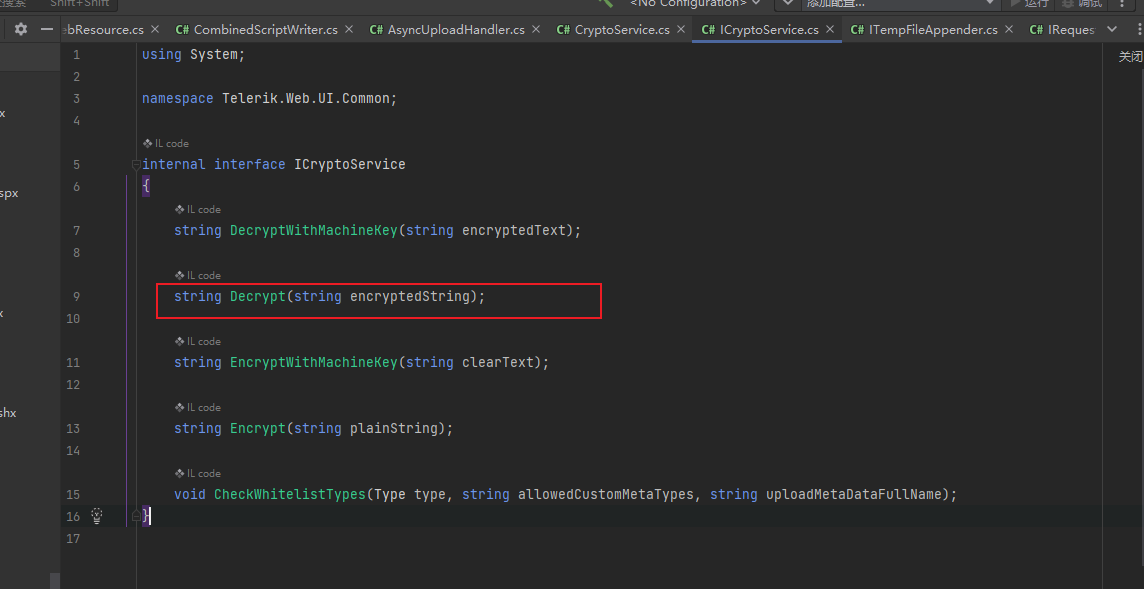 Shift+Shift <No Configuration> 添加配置... 运行 调试
ebResource.cs C# CombinedScriptWriter.cs C# AsyncUploadHandler.cs C# CryptoService.cs C# ICryptoService.cs C# ITempFileAppender.cs C# IReques
关闭
1 using System;
2
3 namespace Telerik.Web.UI.Common;
4
IL code
5 internal interface ICryptoService
6 {
IL code
7 string DecryptWithMachineKey(string encryptedText);
8
IL code
9 string Decrypt(string encryptedString);
10
IL code
11 string EncryptWithMachineKey(string clearText);
12
IL code
13 string Encrypt(string plainString);
14
IL code
15 void CheckWhitelistTypes(Type type, string allowedCustomMetaTypes, string uploadMetaDataFullName);
16 }
17
x
spx
x
shx